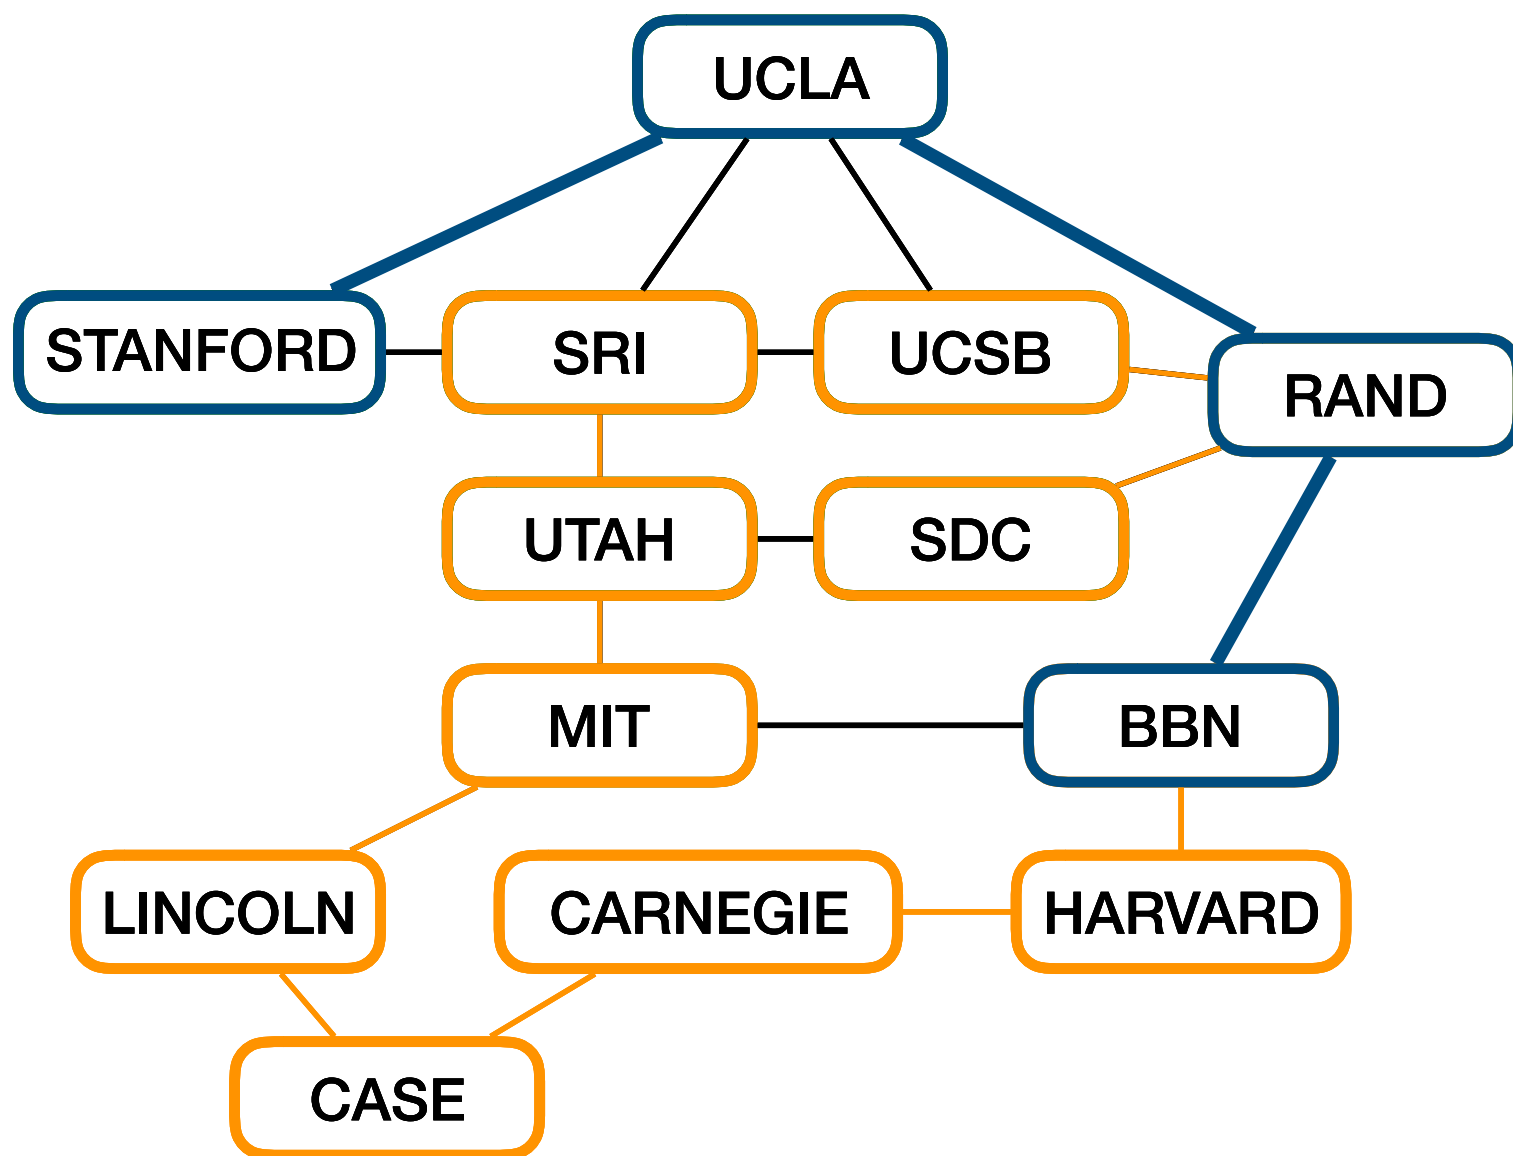 UCLA
STANFORD
SRI
UCSB
RAND
UTAH
SDC
MIT
BBN
LINCOLN
CARNEGIE
HARVARD
CASE